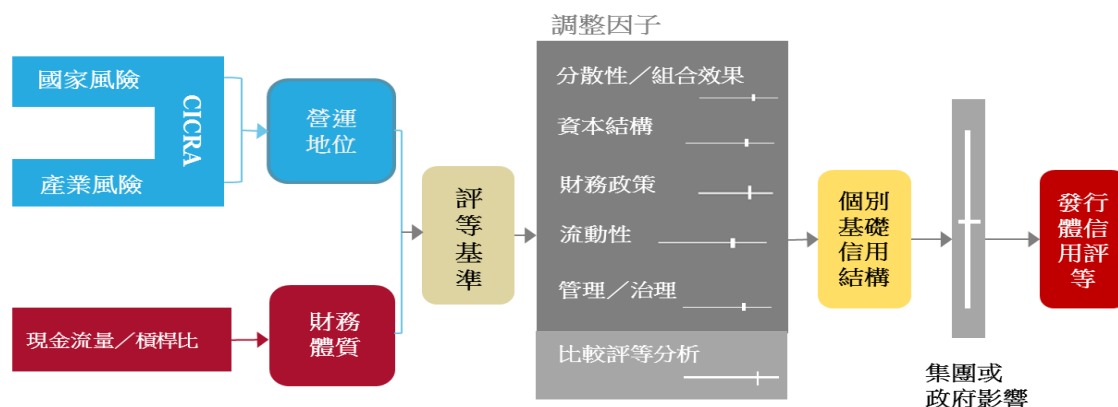 調整因子
國家風險
CICRA
產業風險
營運
地位
現金流量／槓桿比
財務
體質
評
等
基
準
分散性／組合效果
資本結構
財務政策
流動性
管理／治理
比較評等分析
個別
基礎
信用
結構
集團或
政府影響
發行
體信
用評
等